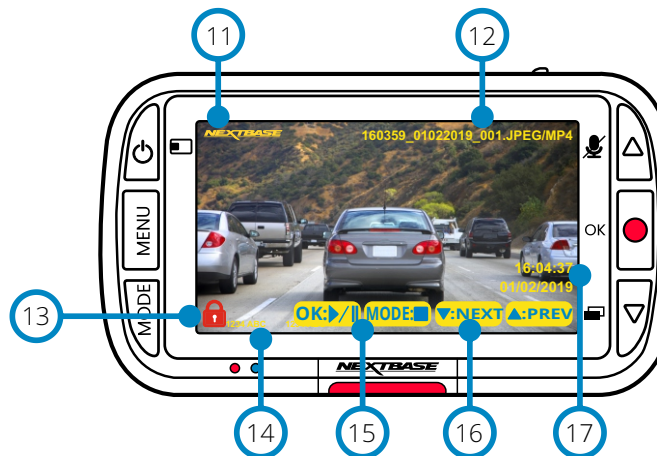 11
12
NEXTBASE
160359_01022019_001.JPEG/MP4
MENU
OK
16:04:37
01/02/2019
13
MODE
OK:▶/‖
MODE:■
▼:NEXT
▲:PREV
NEXTBASE
14
15
16
17